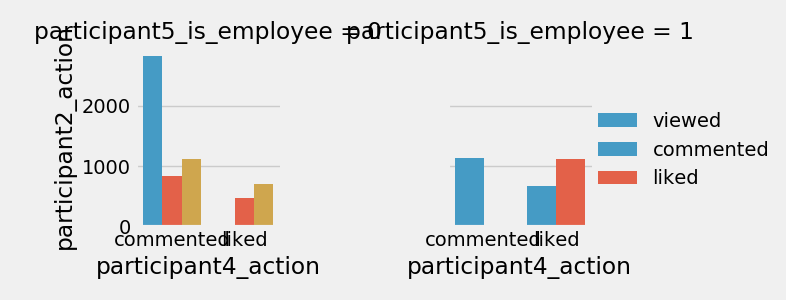 participant5_is_employee = 0
participant5_is_employee = 1
participant2_action
2000
1000
0
commented
liked
commented
liked
participant4_action
participant4_action
viewed
commented
liked